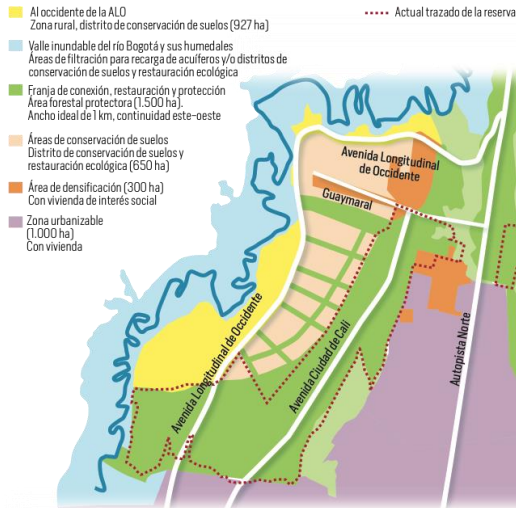 Al occidente de la ALO
Zona rural, distrito de conservación de suelos (927 ha)
Valle inundable del río Bogotá y sus humedales
Áreas de filtración para recarga de acuíferos y/o distritos de
conservación de suelos y restauración ecológica
Franja de conexión, restauración y protección
Área forestal protectora (1.500 ha).
Ancho ideal de 1 km, continuidad este-oeste
Áreas de conservación de suelos
Distrito de conservación de suelos y
restauración ecológica (650 ha)
Área de densificación (300 ha)
Con vivienda de interés social
Zona urbanizable
(1.000 ha)
Con vivienda
Actual trazado de la reserva
Avenida Longitudinal
de Occidente
Guaymaral
Avenida Longitudinal de Occidente
Avenida Ciudad de Cali
Autopista Norte